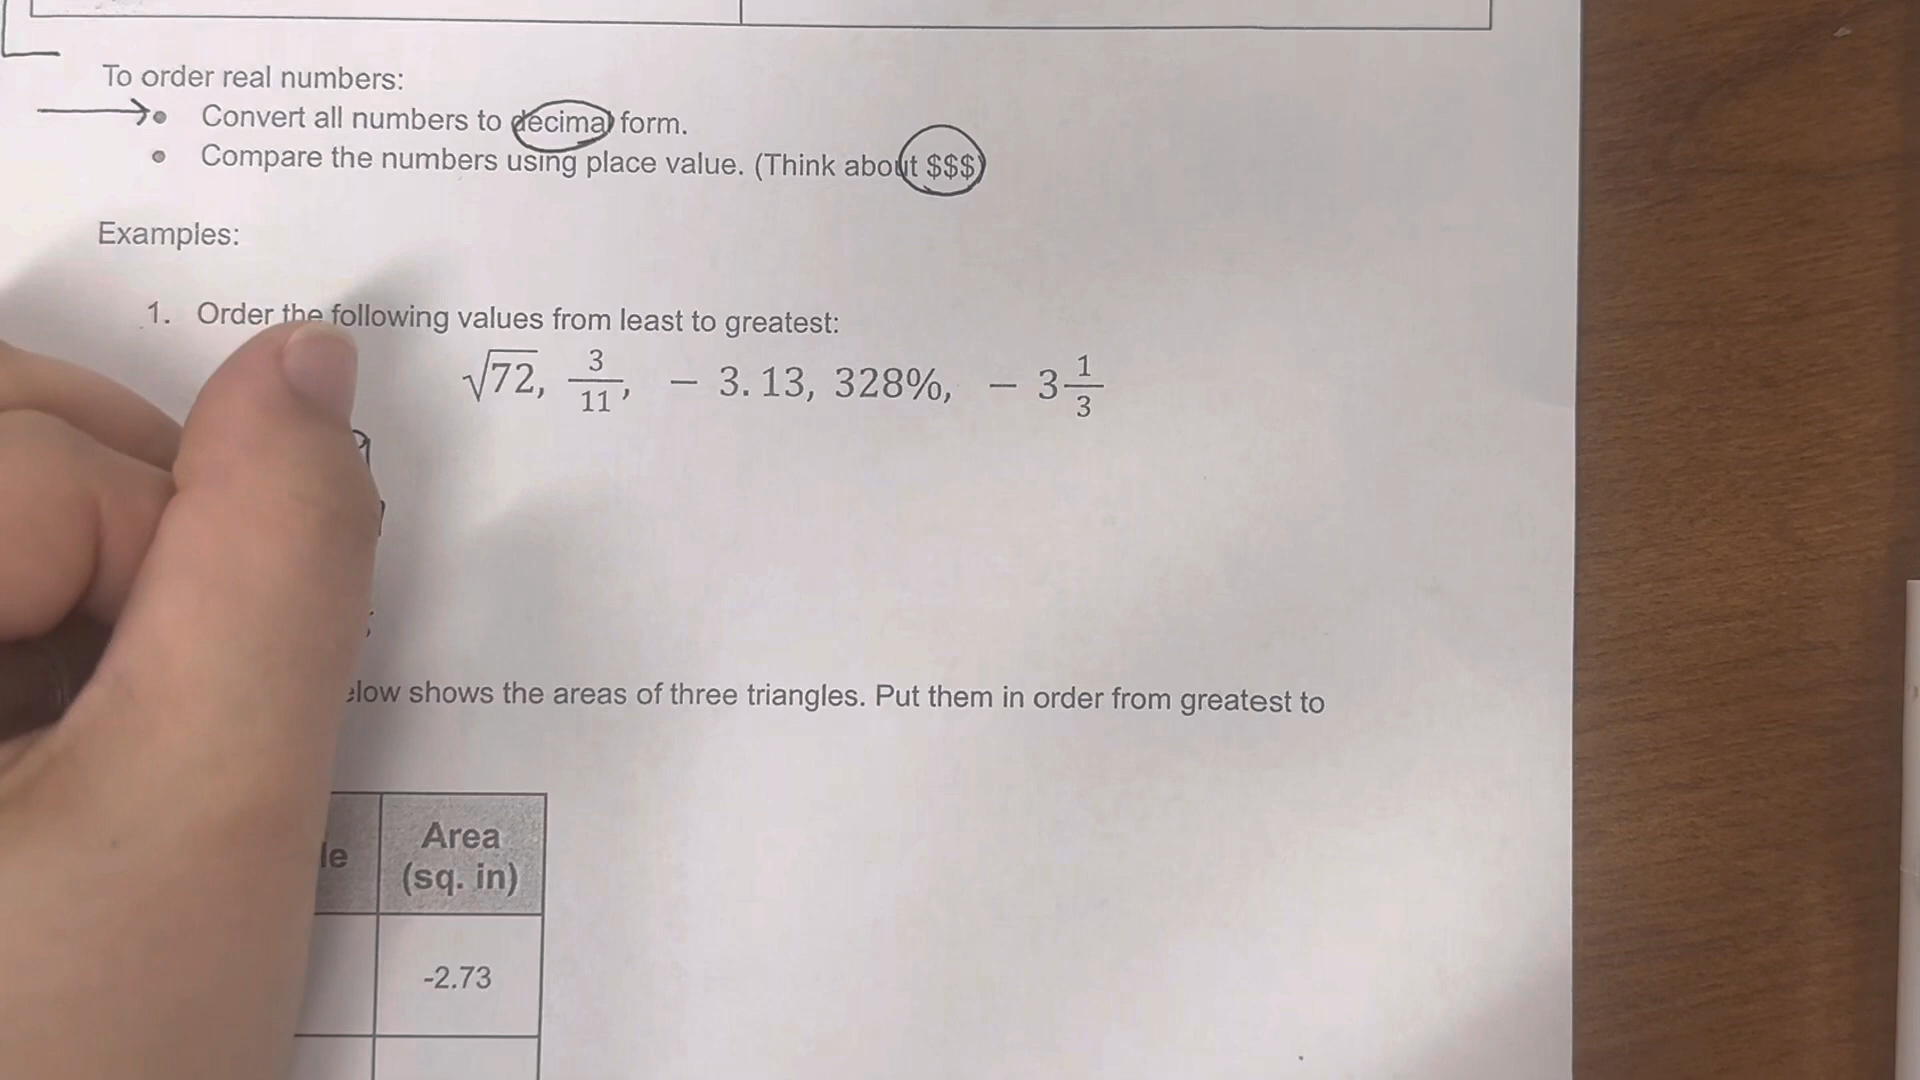 To order real numbers:
• Convert all numbers to decimal form.
• Compare the numbers using place value. (Think about $$$)
Examples:
1. Order the following values from least to greatest:
√72, 3/11, − 3.13, 328%, − 3 1/3
shows the areas of three triangles. Put them in order from greatest to
Area
(sq. in)
-2.73